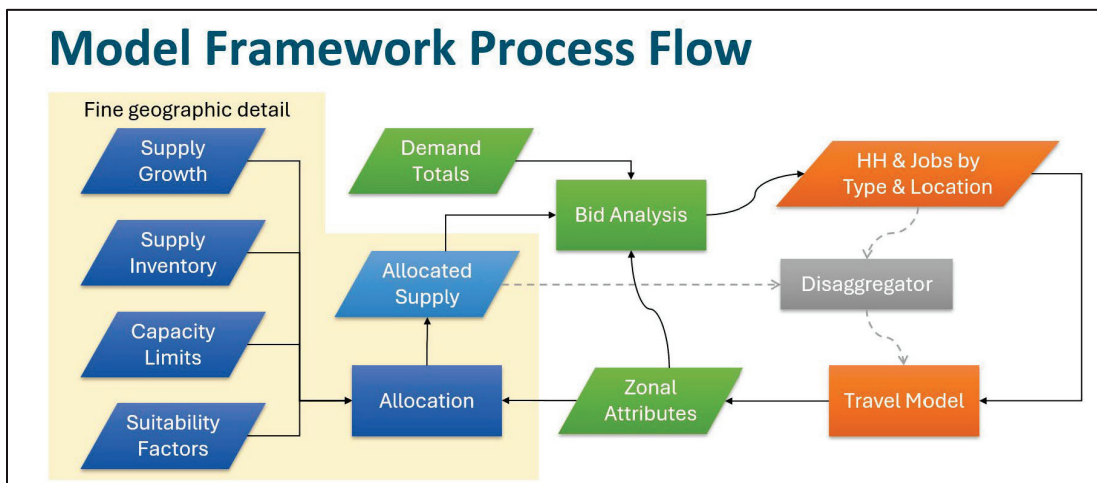 Model Framework Process Flow
Fine geographic detail
Supply
Growth
Supply
Inventory
Capacity
Limits
Suitability
Factors
Allocated
Supply
Allocation
Demand
Totals
Bid Analysis
Zonal
Attributes
HH & Jobs by
Type & Location
Disaggregator
Travel Model